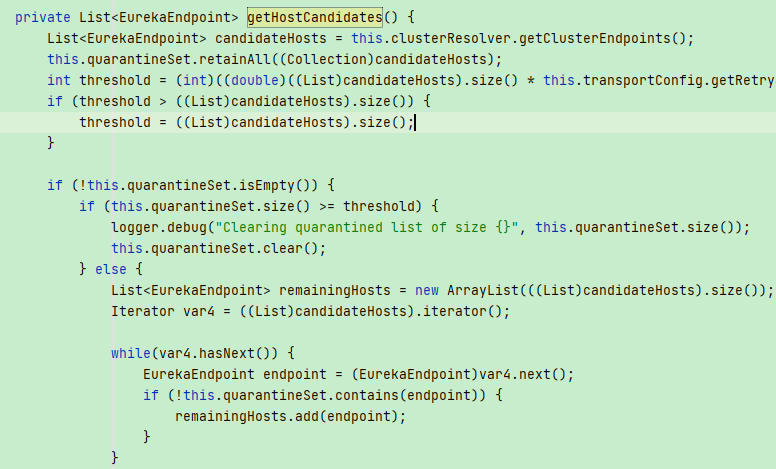 private List<EurekaEndpoint> getHostCandidates() {
    List<EurekaEndpoint> candidateHosts = this.clusterResolver.getClusterEndpoints();
    this.quarantineSet.retainAll((Collection)candidateHosts);
    int threshold = (int)((double)((List)candidateHosts).size() * this.transportConfig.getRetry
    if (threshold > ((List)candidateHosts).size()) {
        threshold = ((List)candidateHosts).size();
    }

    if (!this.quarantineSet.isEmpty()) {
        if (this.quarantineSet.size() >= threshold) {
            logger.debug("Clearing quarantined list of size {}", this.quarantineSet.size());
            this.quarantineSet.clear();
        } else {
            List<EurekaEndpoint> remainingHosts = new ArrayList(((List)candidateHosts).size());
            Iterator var4 = ((List)candidateHosts).iterator();

            while(var4.hasNext()) {
                EurekaEndpoint endpoint = (EurekaEndpoint)var4.next();
                if (!this.quarantineSet.contains(endpoint)) {
                    remainingHosts.add(endpoint);
                }
            }